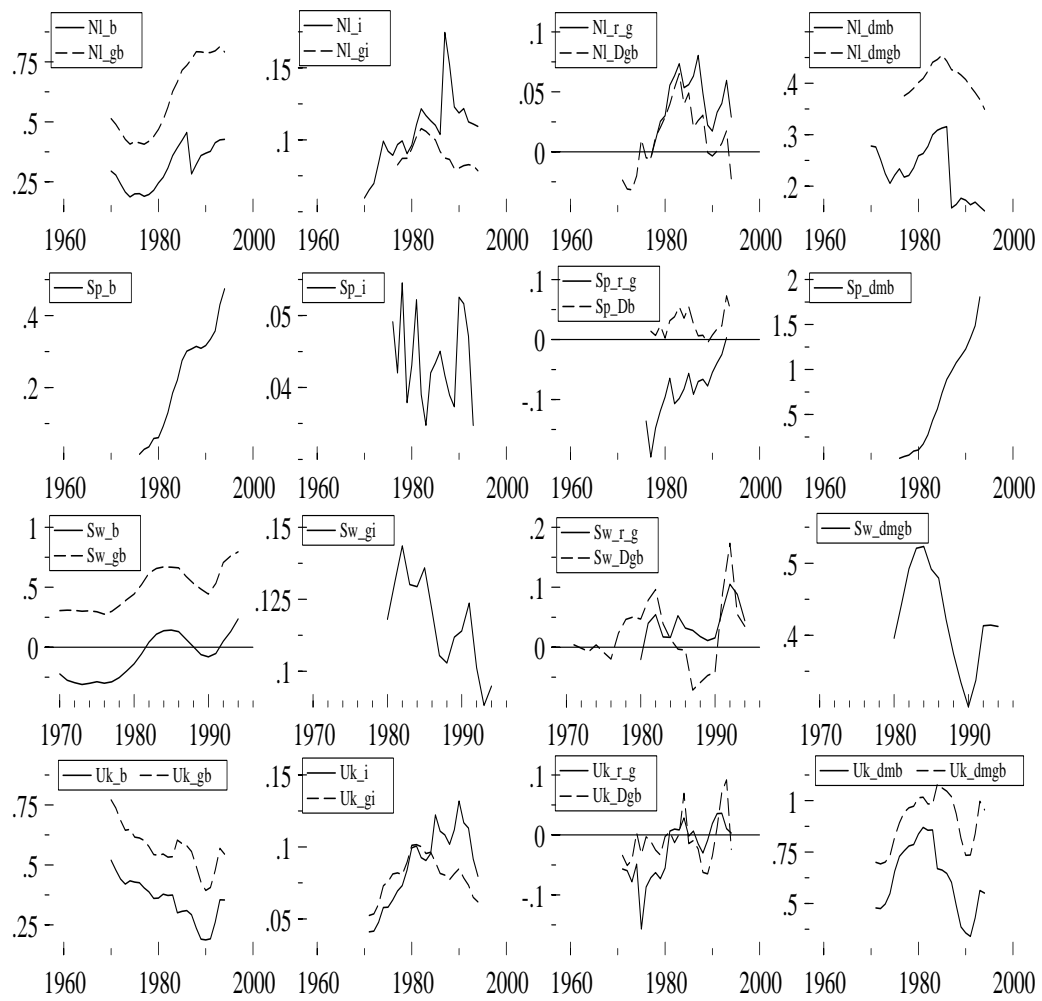 Nl_b
Nl_gb
.75
.5
.25
1960 1980 2000
Nl_i
Nl_gi
.15
.1
1960 1980 2000
Nl_r_g
Nl_Dgb
.1
.05
0
1960 1980 2000
Nl_dmb
Nl_dmgb
.4
.3
.2
1960 1980 2000
Sp_b
.4
.2
1960 1980 2000
Sp_i
.05
.04
1960 1980 2000
Sp_r_g
Sp_Db
.1
0
-.1
1960 1980 2000
Sp_dmb
2
1.5
1
.5
1960 1980 2000
Sw_b
Sw_gb
1
.5
0
1970 1980 1990
Sw_gi
.15
.125
.1
1970 1980 1990
Sw_r_g
Sw_Dgb
.2
.1
0
1970 1980 1990
Sw_dmgb
.5
.4
1970 1980 1990
Uk_b Uk_gb
.75
.5
.25
1960 1980 2000
Uk_i
Uk_gi
.15
.1
.05
1960 1980 2000
Uk_r_g
Uk_Dgb
.1
0
-.1
1960 1980 2000
Uk_dmb Uk_dmgb
1
.75
.5
1960 1980 2000